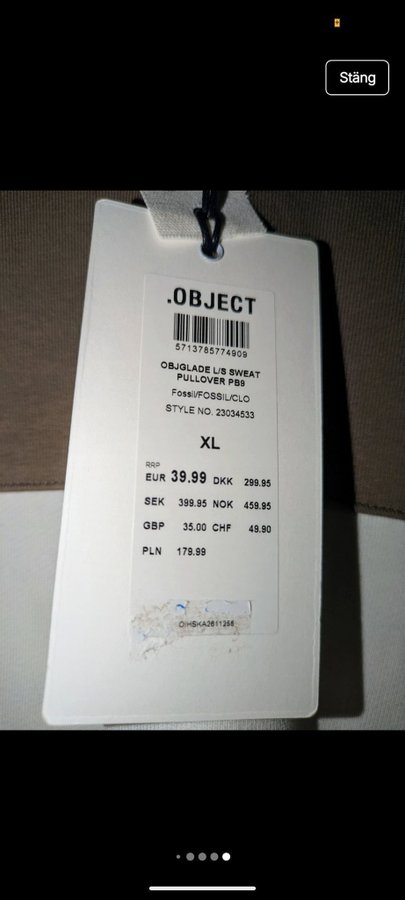 Stäng
.OBJECT
5713785774909
OBJGLADE L/S SWEAT
PULLOVER PB9
Fossil/FOSSIL/CLO
STYLE NO. 23034533
XL
RRP
EUR 39.99 DKK 299.95
SEK 399.95 NOK 459.95
GBP 35.00 CHF 49.90
PLN 179.99
OIHSKA2611256